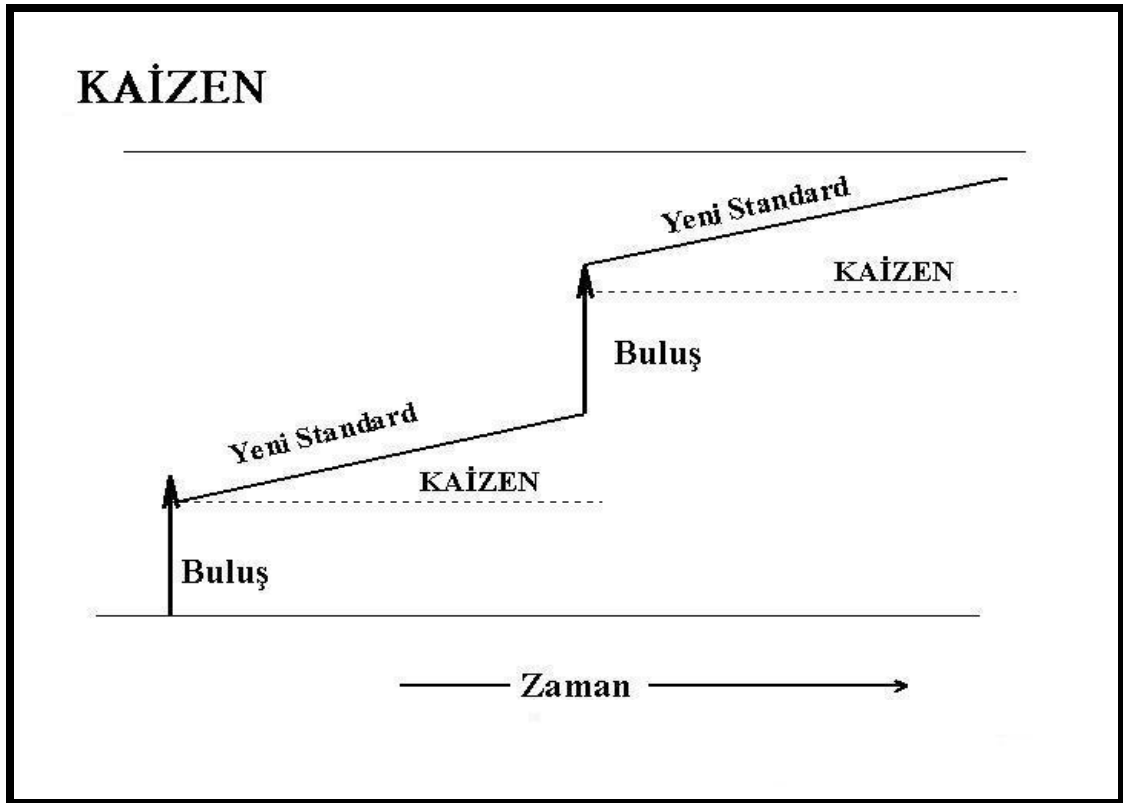 KAİZEN
Yeni Standard
KAİZEN
Buluş
Yeni Standard
KAİZEN
Buluş
Zaman